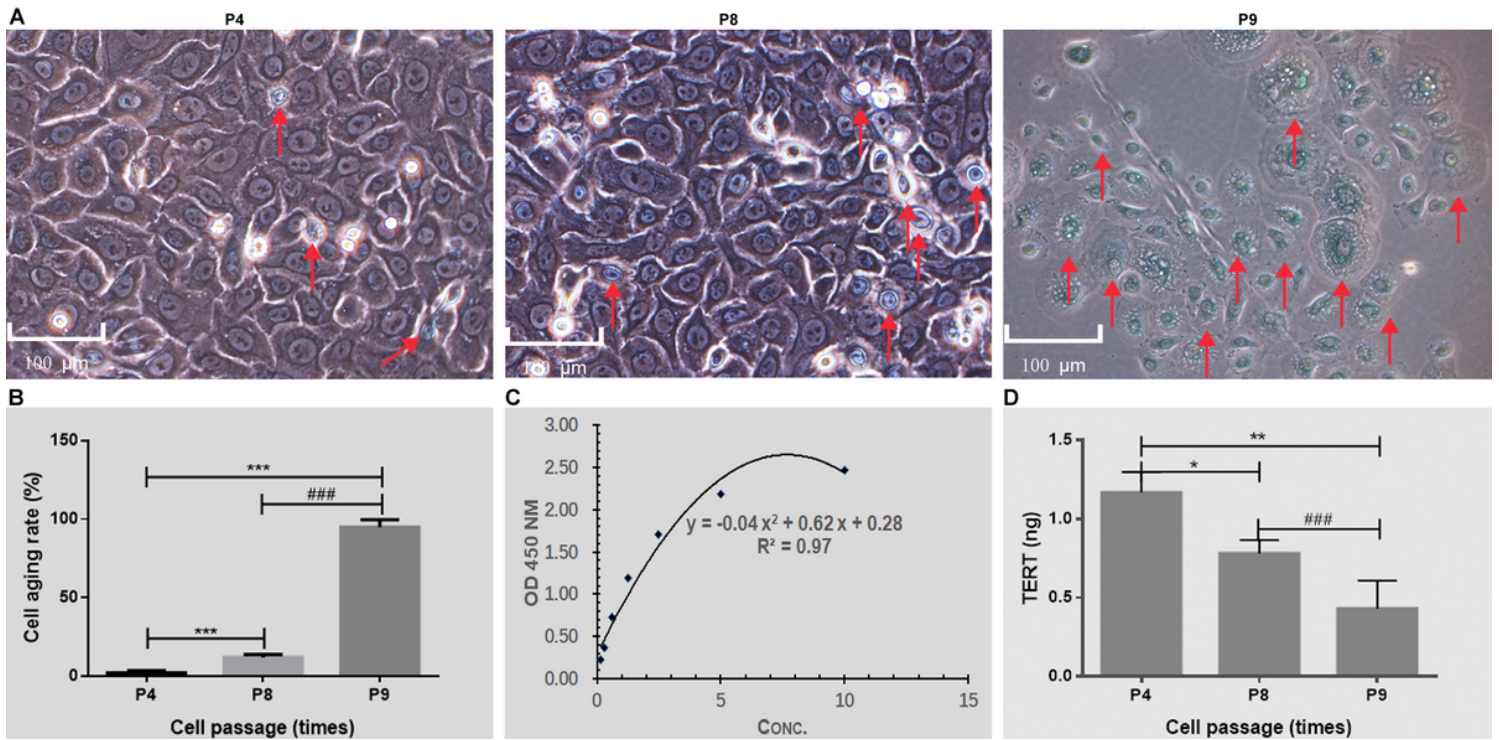 A
P4
P8
P9
100 μm
100 μm
100 μm
B
Cell aging rate (%)
150
100
50
0
***
###
***
P4
P8
P9
Cell passage (times)
C
OD 450 NM
3.00
2.50
2.00
1.50
1.00
0.50
0.00
y = -0.04 x² + 0.62 x + 0.28
R² = 0.97
0
5
10
15
CONC.
D
TERT (ng)
1.5
1.0
0.5
0.0
**
*
###
P4
P8
P9
Cell passage (times)